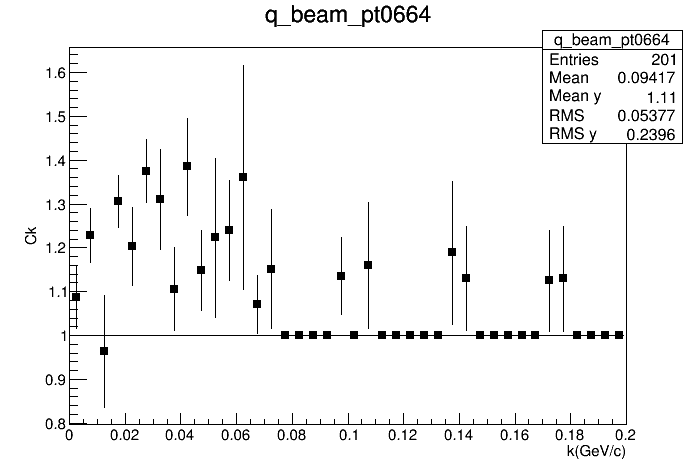 q_beam_pt0664
q_beam_pt0664
Entries 201
Mean 0.09417
Mean y 1.11
RMS 0.05377
RMS y 0.2396
Ck
1.6
1.5
1.4
1.3
1.2
1.1
1
0.9
0.8
0 0.02 0.04 0.06 0.08 0.1 0.12 0.14 0.16 0.18 0.2
k(GeV/c)